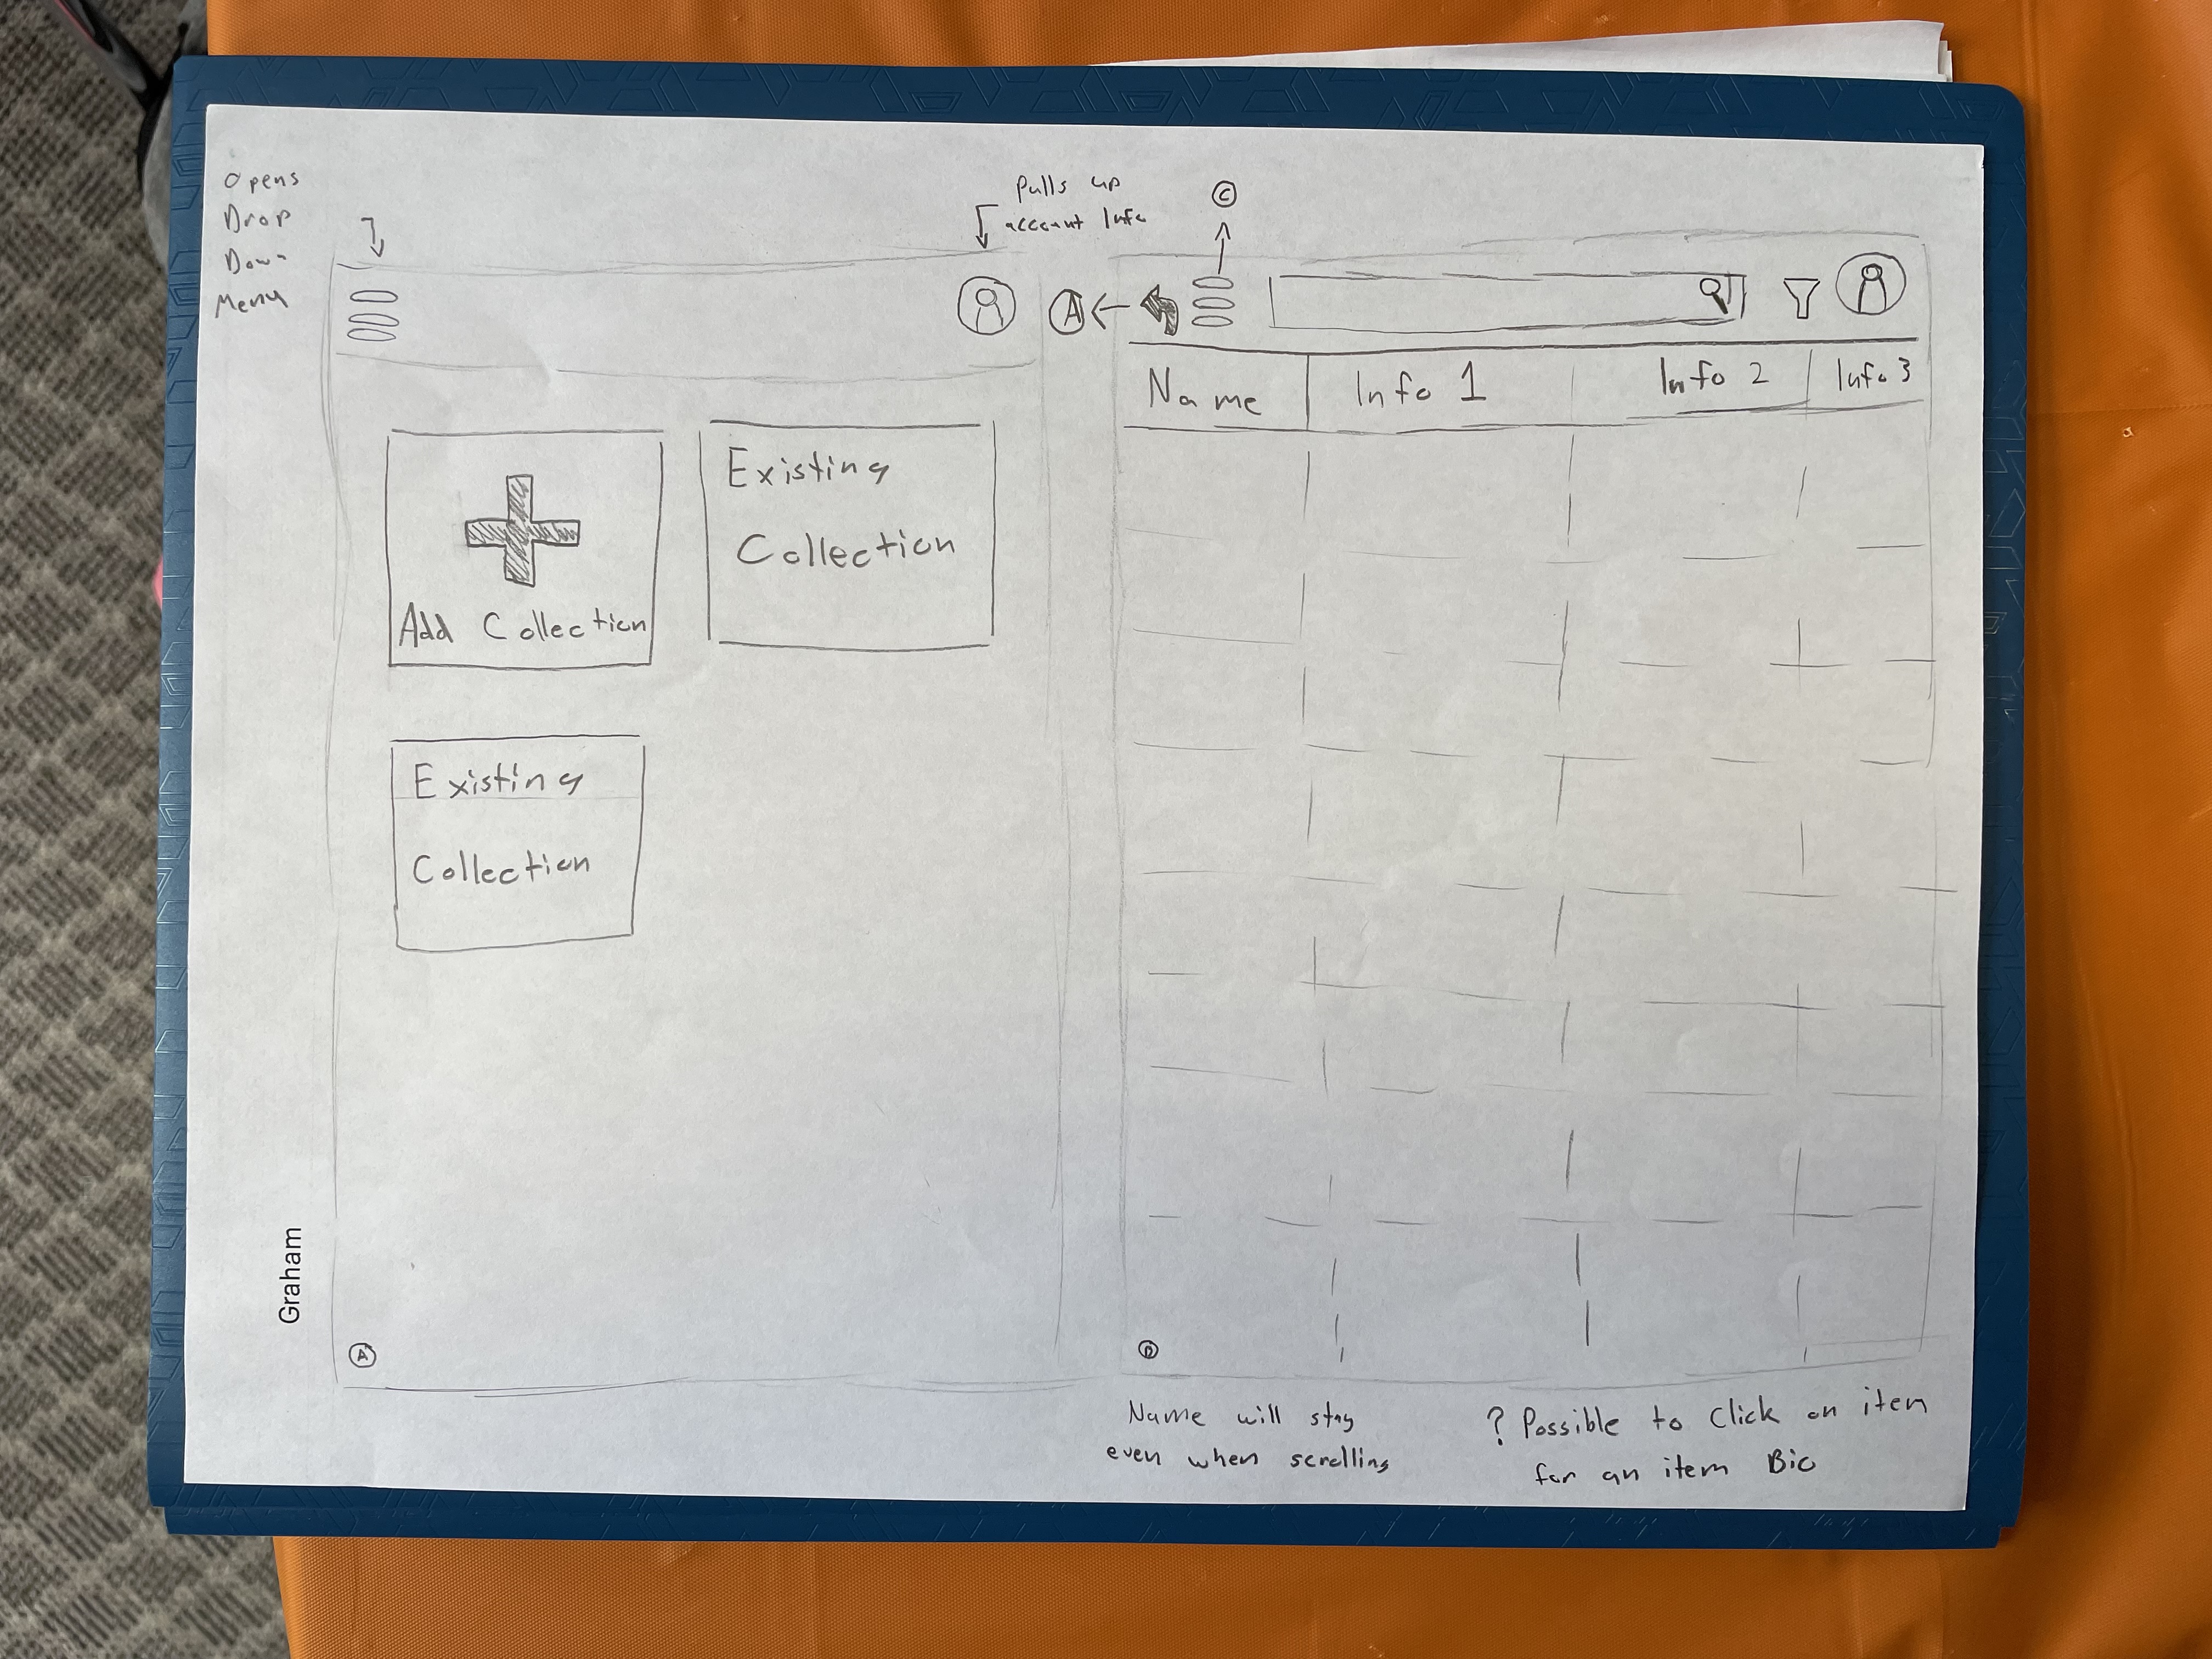 Opens
Drop
Down
Menu
Pulls up
account Info
C
A
Add Collection
Existing
Collection
Existing
Collection
Name
Info 1
Info 2
Info 3
Graham
A
Name will stay
even when scrolling
? Possible to Click on item
for an item Bio